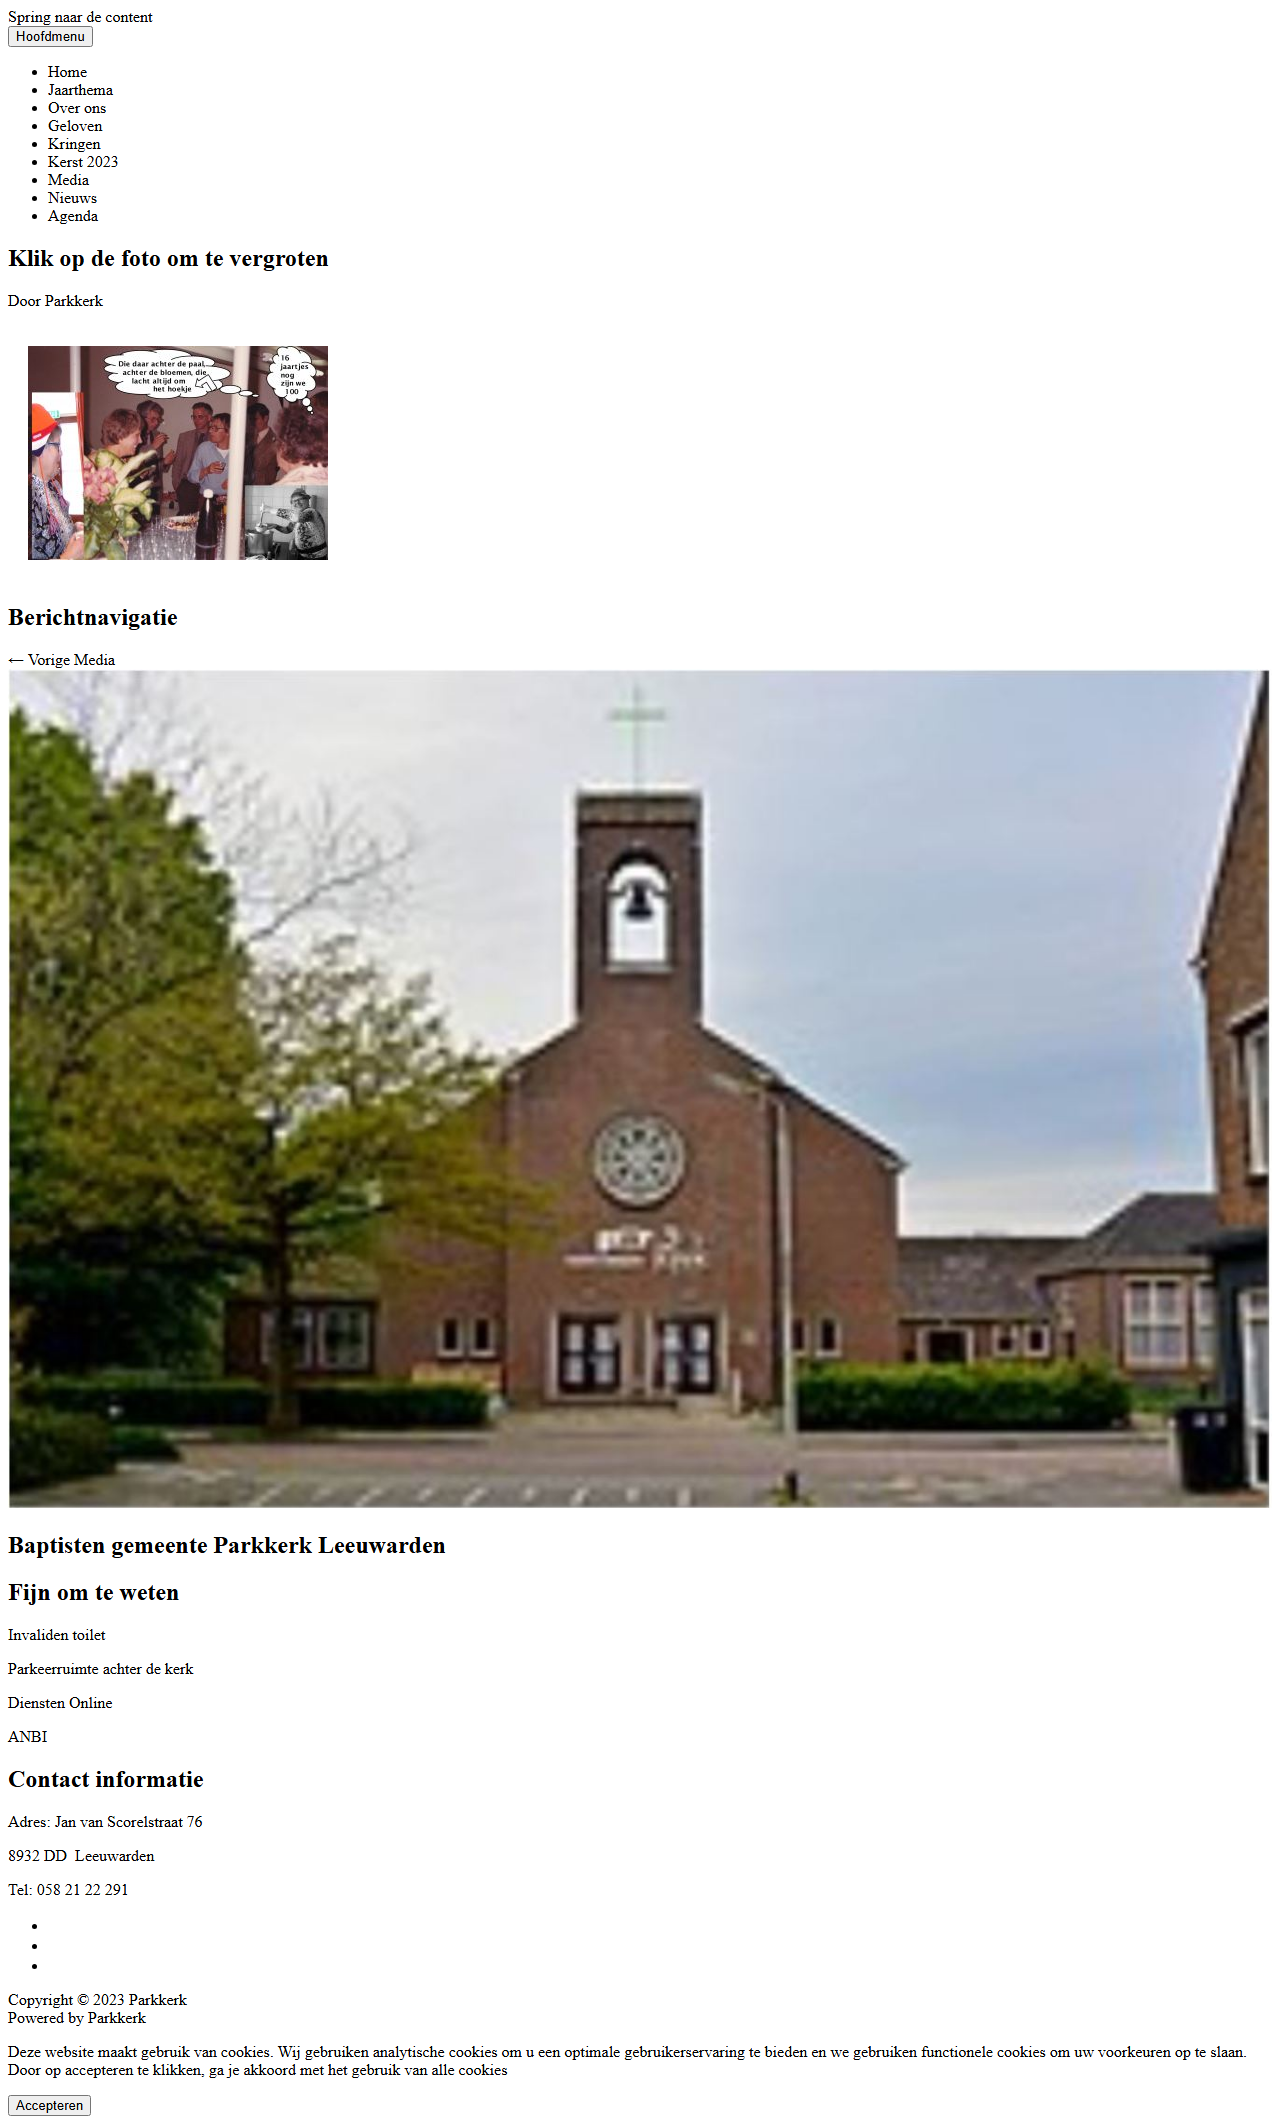 Spring naar de content
Hoofdmenu
Home
Jaarthema
Over ons
Geloven
Kringen
Kerst 2023
Media
Nieuws
Agenda
Klik op de foto om te vergroten
Door Parkkerk
Die daar achter de paal,
achter de bloemen, die
lacht altijd om
het hoekje
16
jaartjes
nog
zijn we
100
Berichtnavigatie
← Vorige Media
Baptisten gemeente Parkkerk Leeuwarden
Fijn om te weten
Invaliden toilet
Parkeerruimte achter de kerk
Diensten Online
ANBI
Contact informatie
Adres: Jan van Scorelstraat 76
8932 DD  Leeuwarden
Tel: 058 21 22 291
Copyright © 2023 Parkkerk
Powered by Parkkerk
Deze website maakt gebruik van cookies. Wij gebruiken analytische cookies om u een optimale gebruikerservaring te bieden en we gebruiken functionele cookies om uw voorkeuren op te slaan.
Door op accepteren te klikken, ga je akkoord met het gebruik van alle cookies
Accepteren